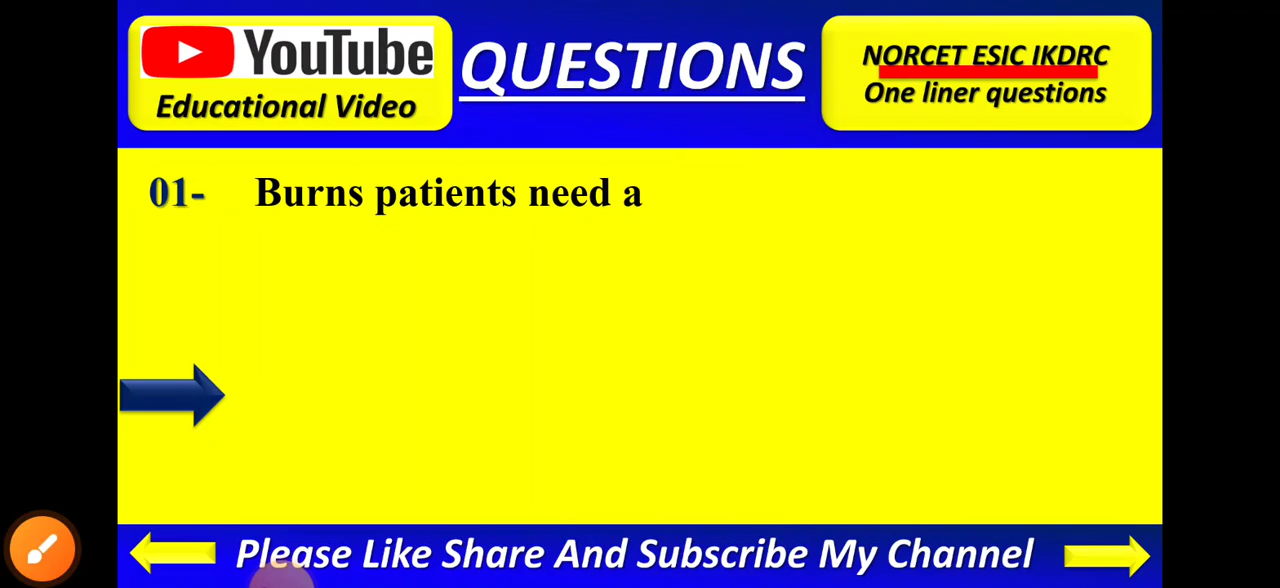 YouTube
Educational Video
QUESTIONS
NORCET ESIC IKDRC
One liner questions
01- Burns patients need a
Please Like Share And Subscribe My Channel